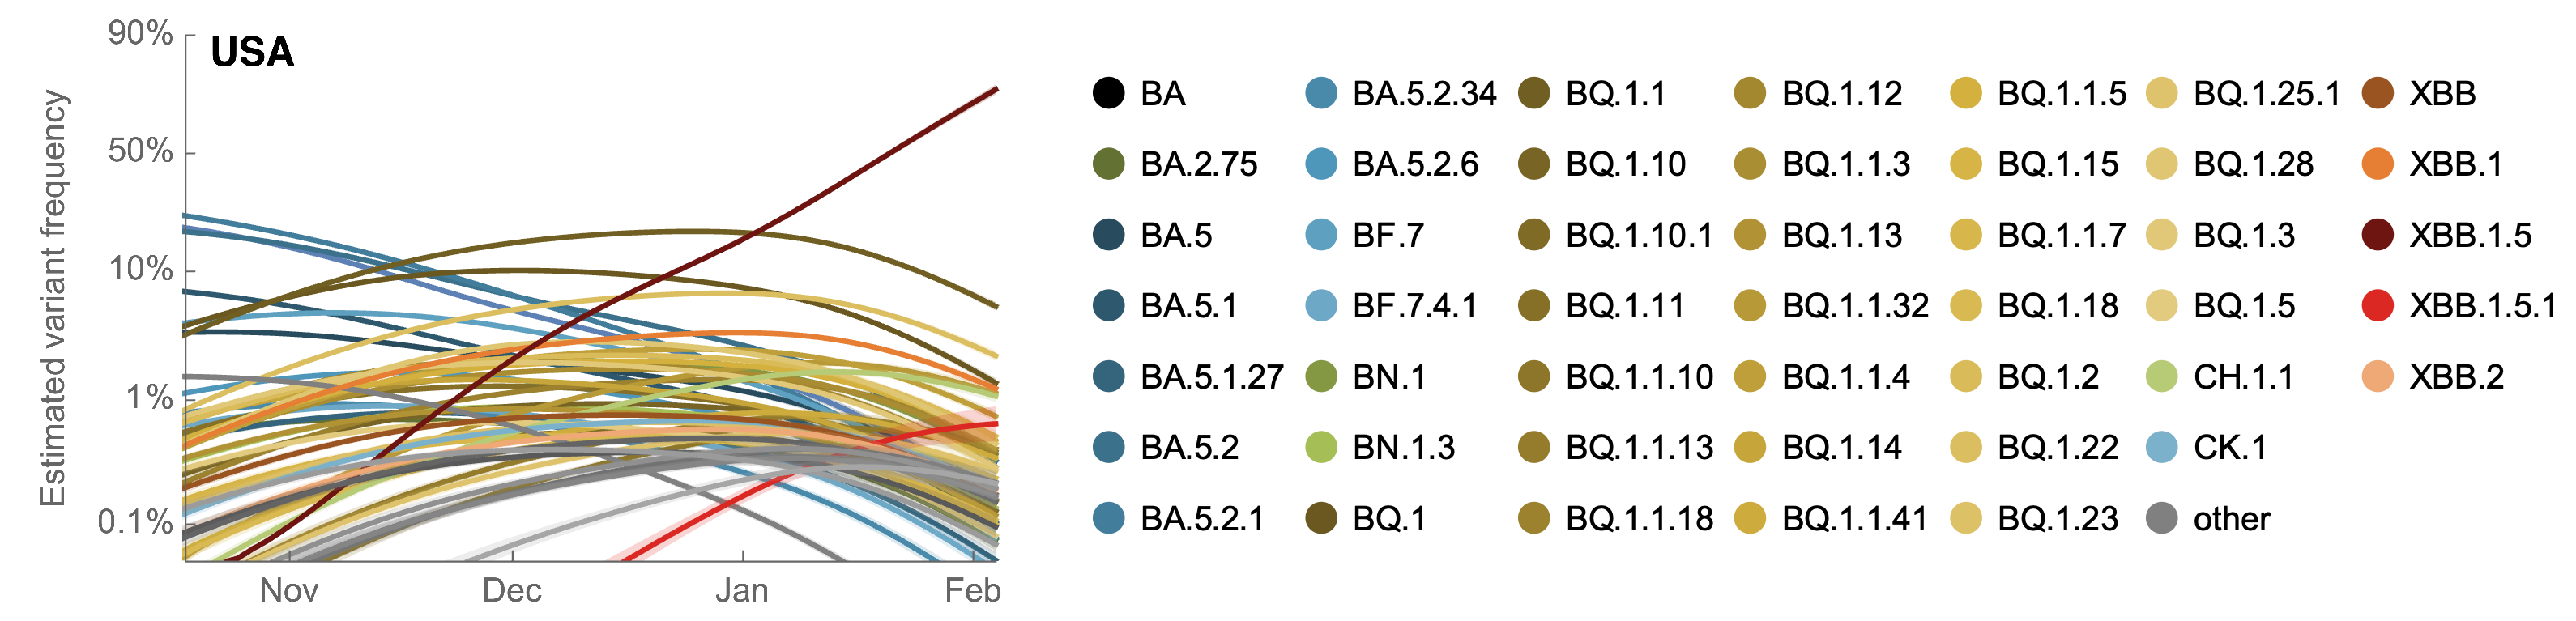 USA
Estimated variant frequency
90%
50%
10%
1%
0.1%
Nov Dec Jan Feb
BA BA.5.2.34 BQ.1.1 BQ.1.12 BQ.1.1.5 BQ.1.25.1 XBB
BA.2.75 BA.5.2.6 BQ.1.10 BQ.1.1.3 BQ.1.15 BQ.1.28 XBB.1
BA.5 BF.7 BQ.1.10.1 BQ.1.13 BQ.1.1.7 BQ.1.3 XBB.1.5
BA.5.1 BF.7.4.1 BQ.1.11 BQ.1.1.32 BQ.1.18 BQ.1.5 XBB.1.5.1
BA.5.1.27 BN.1 BQ.1.1.10 BQ.1.1.4 BQ.1.2 CH.1.1 XBB.2
BA.5.2 BN.1.3 BQ.1.1.13 BQ.1.14 BQ.1.22 CK.1
BA.5.2.1 BQ.1 BQ.1.1.18 BQ.1.1.41 BQ.1.23 other